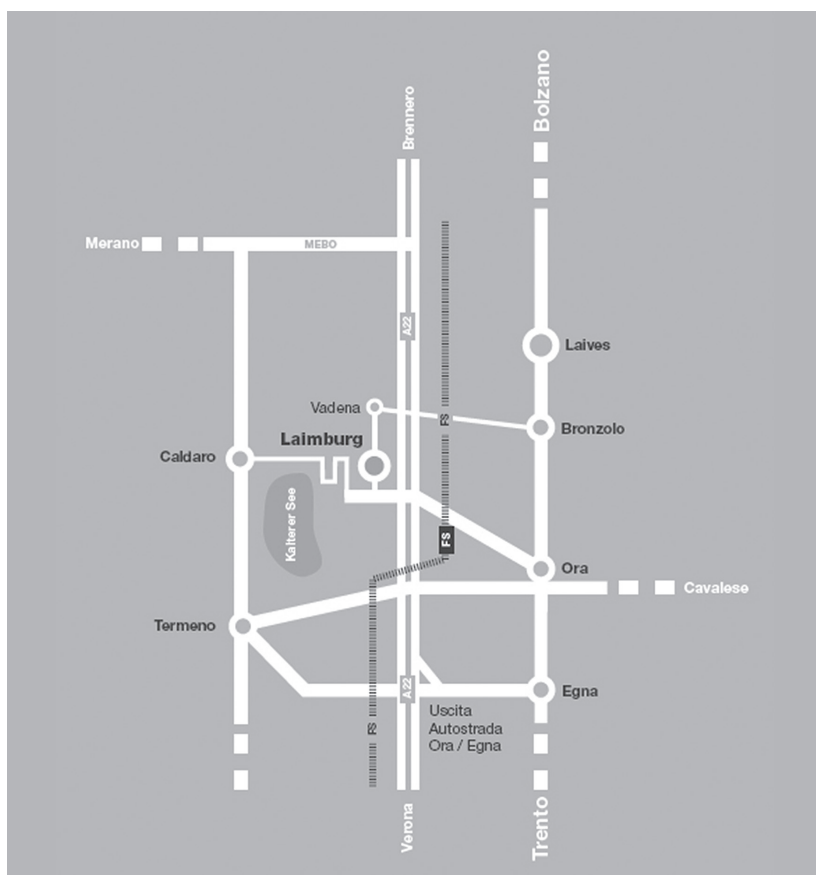 Bolzano
Brennero
Merano
MEBO
A22
Laives
Vadena
FS
Bronzolo
Laimburg
Caldaro
Kalterer See
FS
Ora
Cavalese
Termeno
A22
Egna
Uscita
Autostrada
Ora / Egna
FS
Verona
Trento